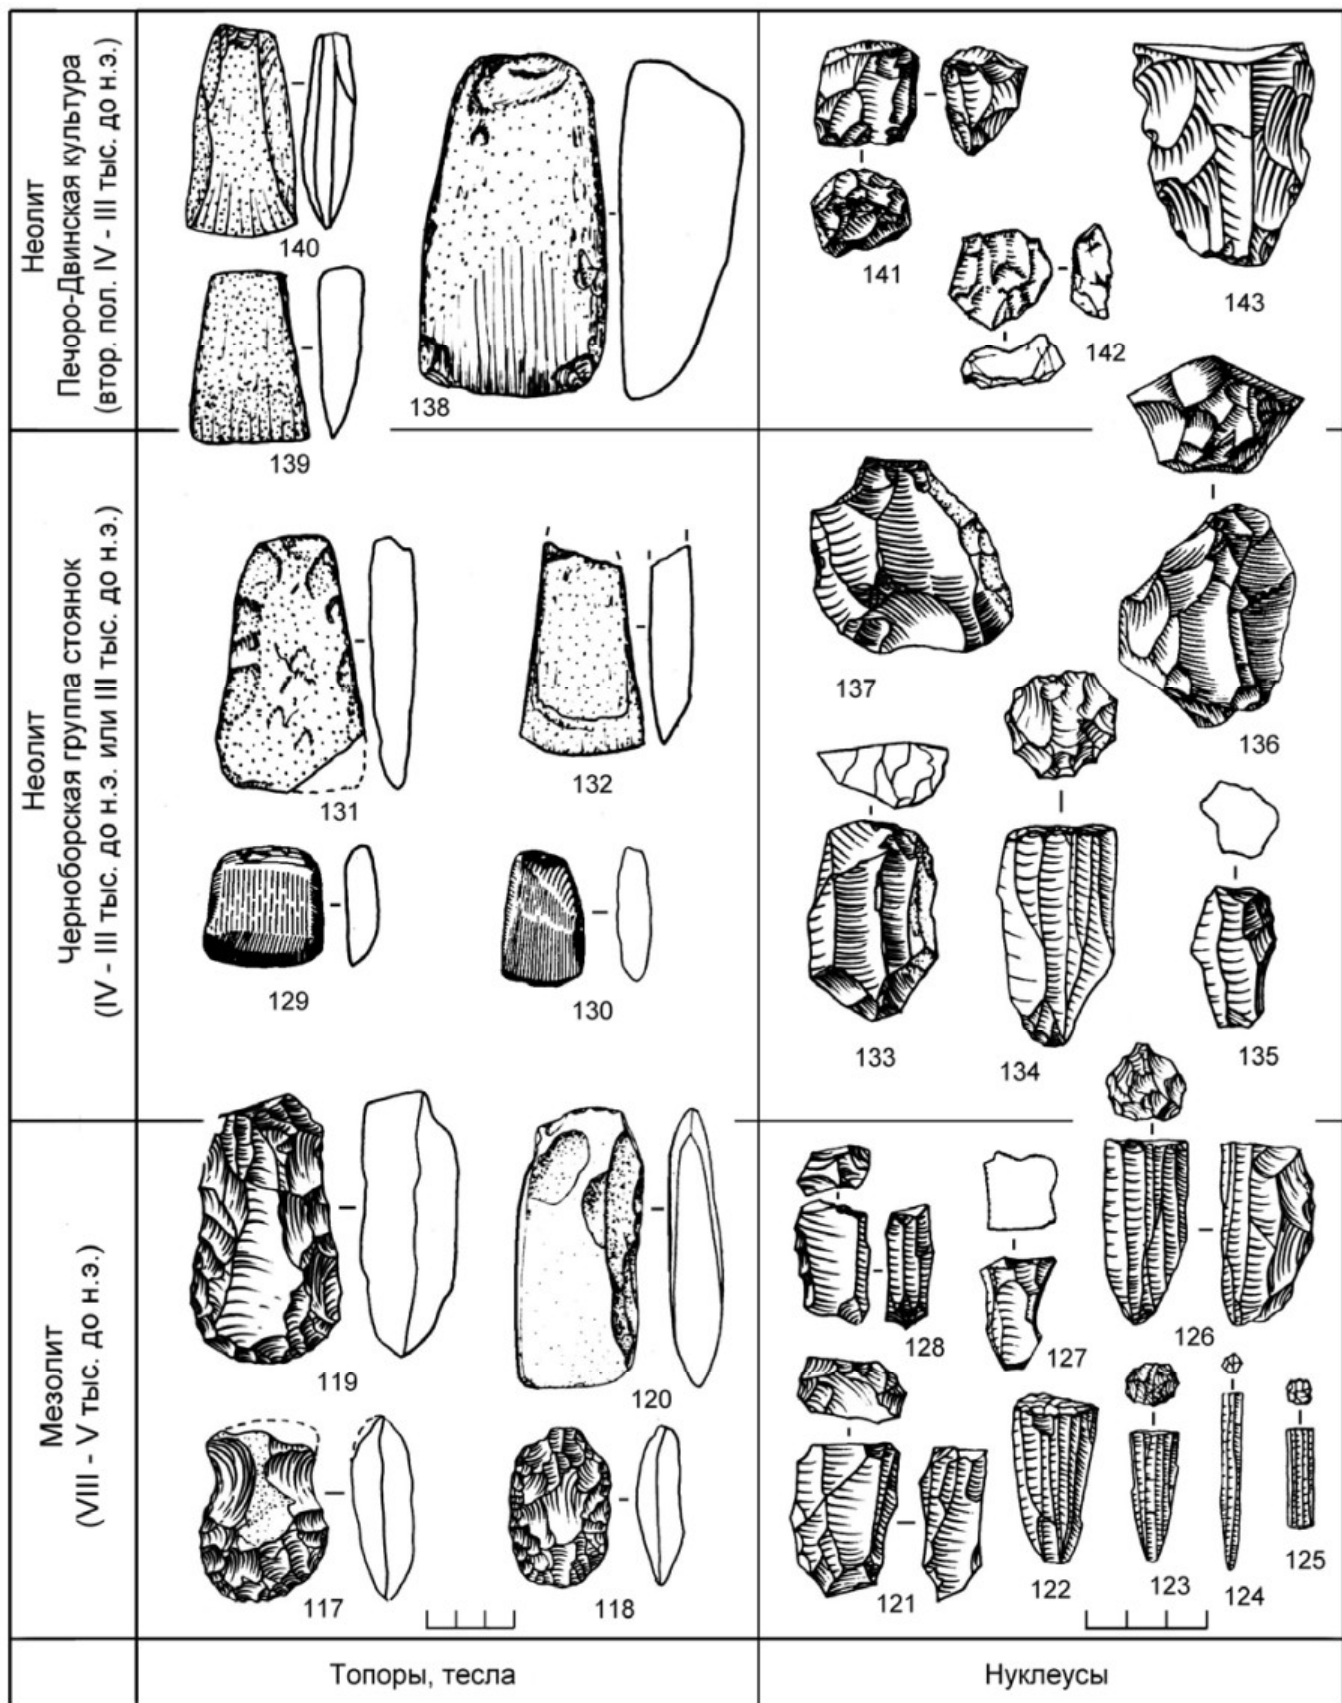 Неолит
Печоро-Двинская культура
(втор. пол. IV - III тыс. до н.э.)
140
139
138
141
142
143
Неолит
Черноборская группа стоянок
(IV - III тыс. до н.э. или III тыс. до н.э.)
131
132
129
130
137
136
133
134
135
Мезолит
(VIII - V тыс. до н.э.)
119
120
117
118
128
127
126
121
122
123
124
125
Топоры, тесла
Нуклеусы